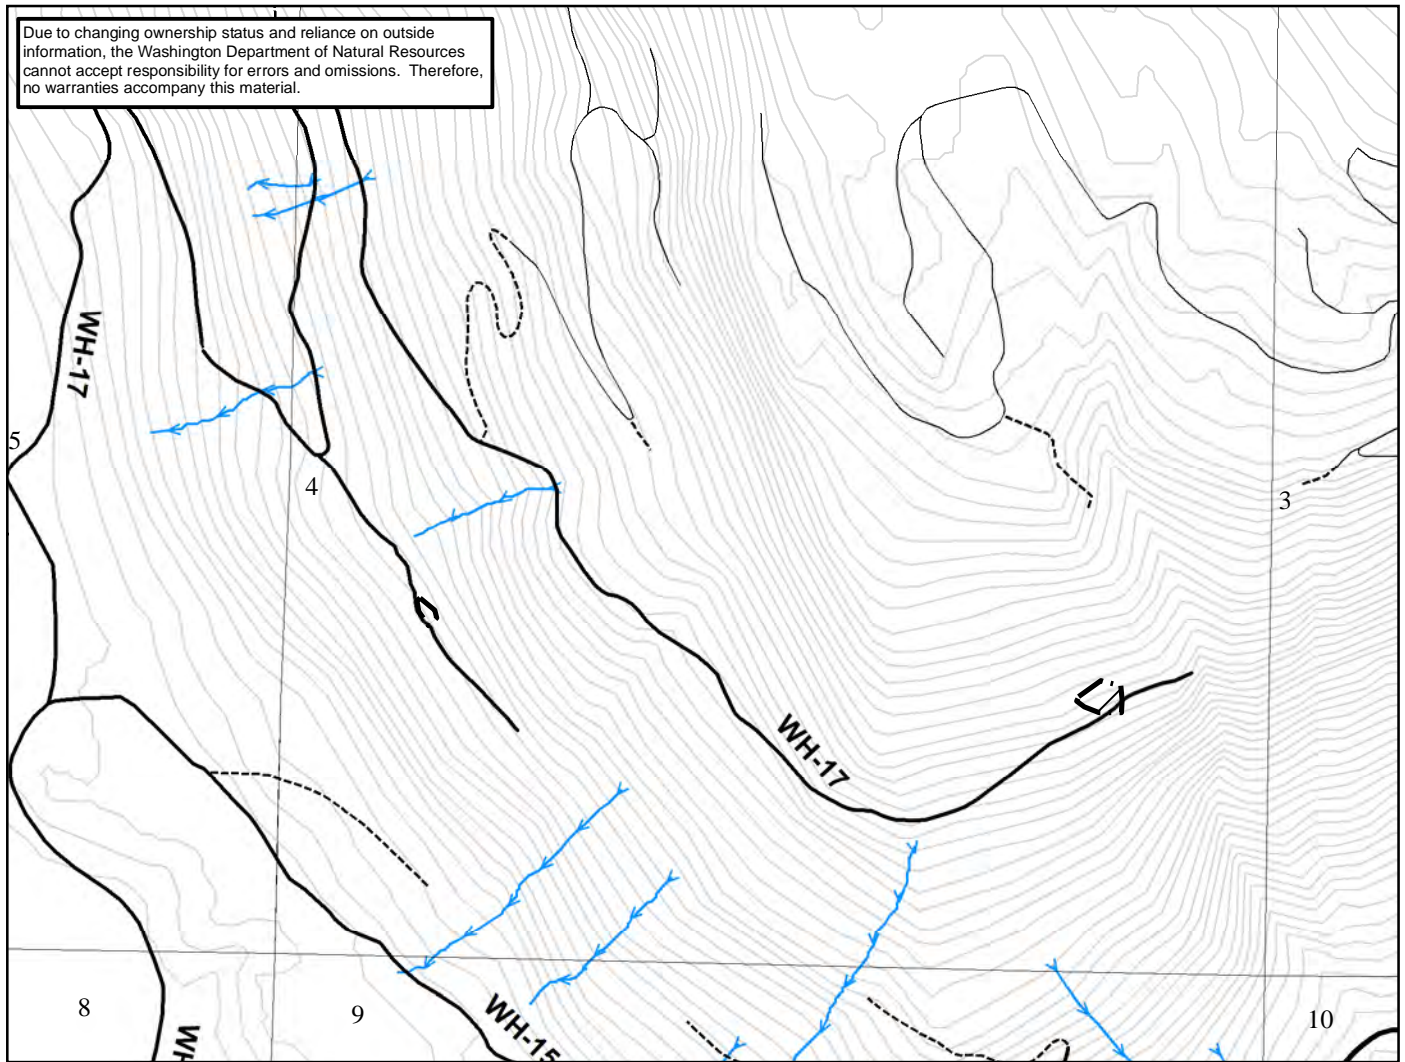 Due to changing ownership status and reliance on outside
information, the Washington Department of Natural Resources
cannot accept responsibility for errors and omissions. Therefore,
no warranties accompany this material.
WH-17
5
4
3
WH-17
8
9
WH-15
10